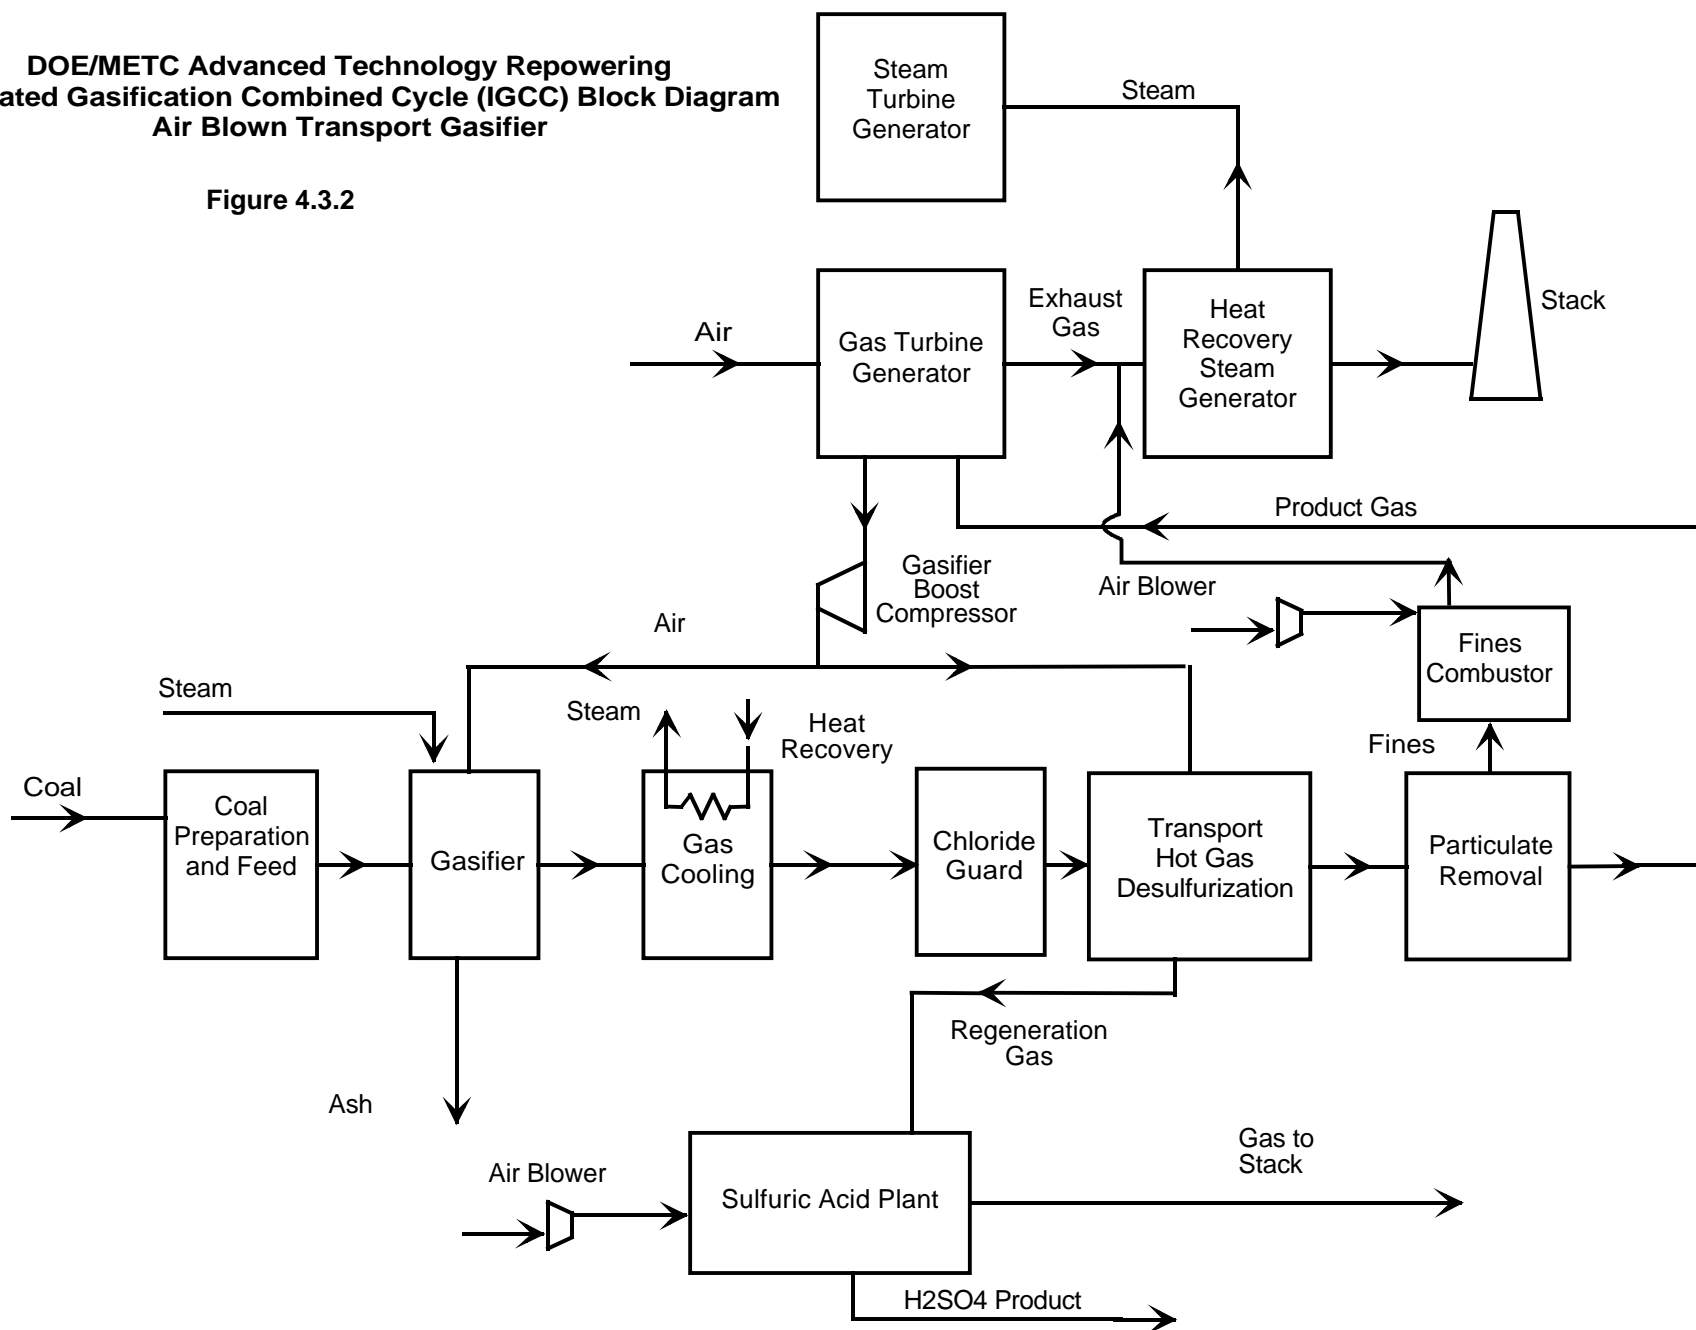 DOE/METC Advanced Technology Repowering
ated Gasification Combined Cycle (IGCC) Block Diagram
Air Blown Transport Gasifier
Figure 4.3.2
Steam
Turbine
Generator
Steam
Air
Gas Turbine
Generator
Exhaust
Gas
Heat
Recovery
Steam
Generator
Stack
Product Gas
Gasifier
Boost
Compressor
Air Blower
Air
Fines
Combustor
Steam
Steam
Heat
Recovery
Fines
Coal
Coal
Preparation
and Feed
Gasifier
Gas
Cooling
Chloride
Guard
Transport
Hot Gas
Desulfurization
Particulate
Removal
Regeneration
Gas
Ash
Air Blower
Sulfuric Acid Plant
Gas to
Stack
H2SO4 Product